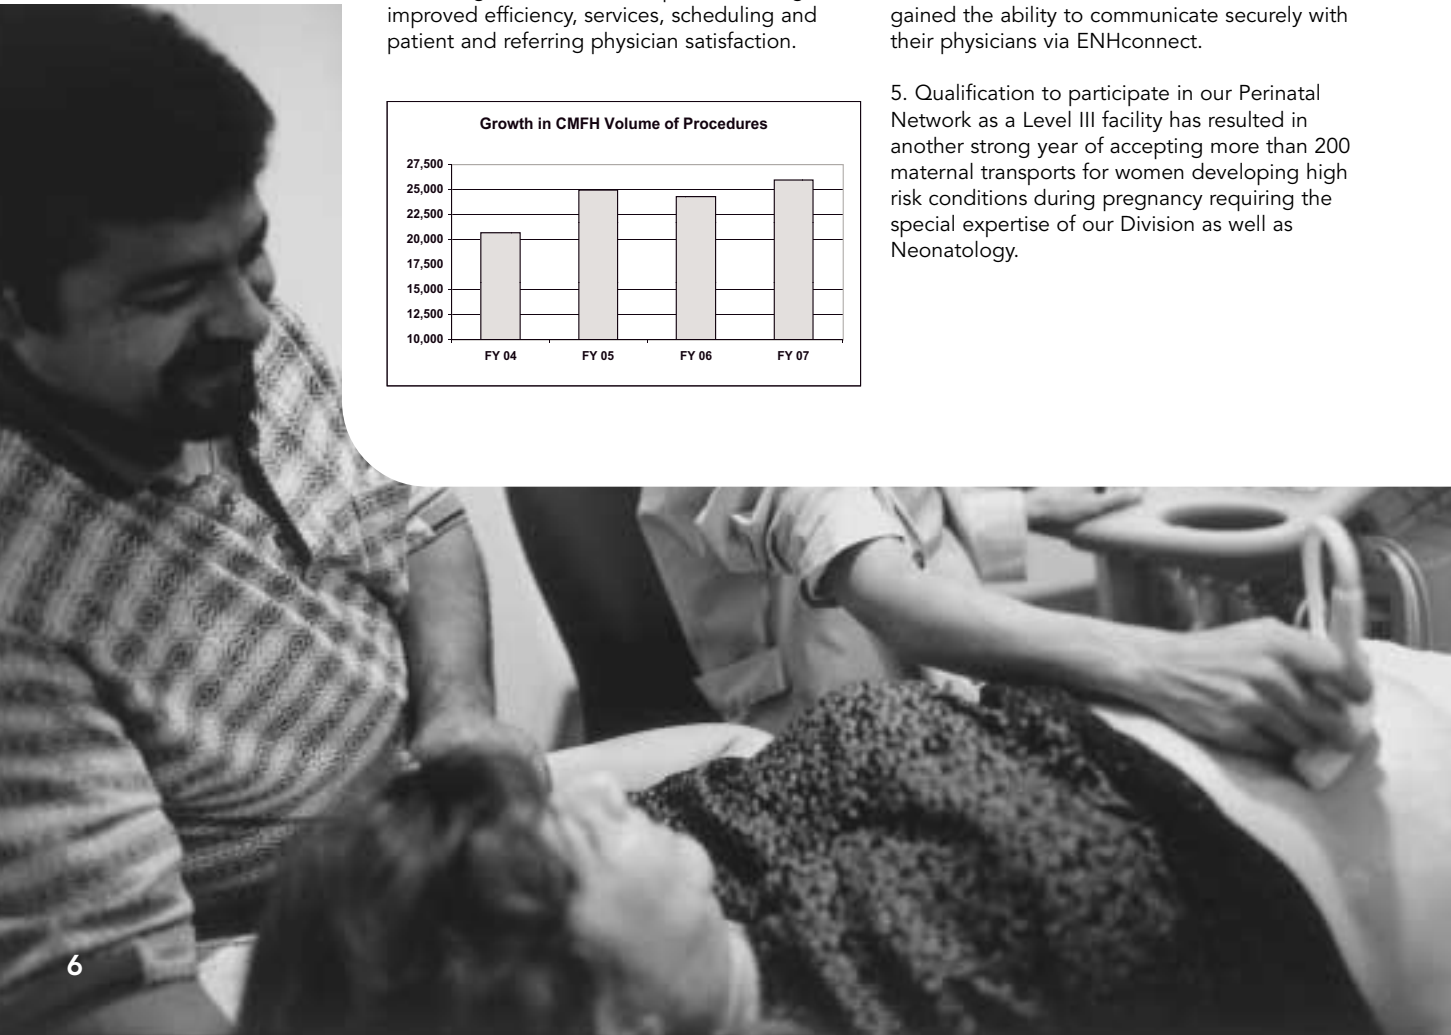 improved efficiency, services, scheduling and
patient and referring physician satisfaction.
Growth in CMFH Volume of Procedures
27,500
25,000
22,500
20,000
17,500
15,000
12,500
10,000
FY 04
FY 05
FY 06
FY 07
gained the ability to communicate securely with
their physicians via ENHconnect.
5. Qualification to participate in our Perinatal
Network as a Level III facility has resulted in
another strong year of accepting more than 200
maternal transports for women developing high
risk conditions during pregnancy requiring the
special expertise of our Division as well as
Neonatology.
6